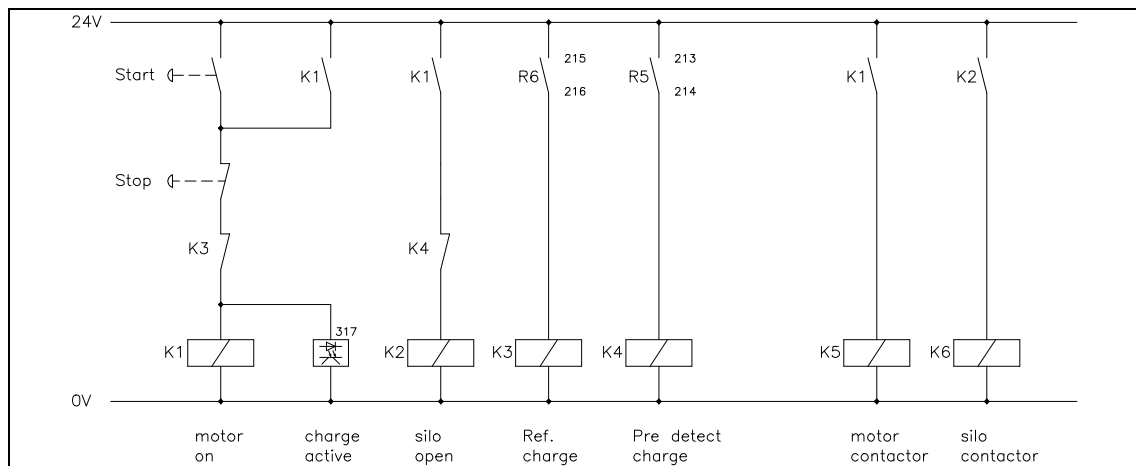 24V
Start
K1
K1
R6
215
216
R5
213
214
K1
K2
Stop
K3
K4
K1
317
K2
K3
K4
K5
K6
0V
motor on
charge active
silo open
Ref. charge
Pre detect charge
motor contactor
silo contactor